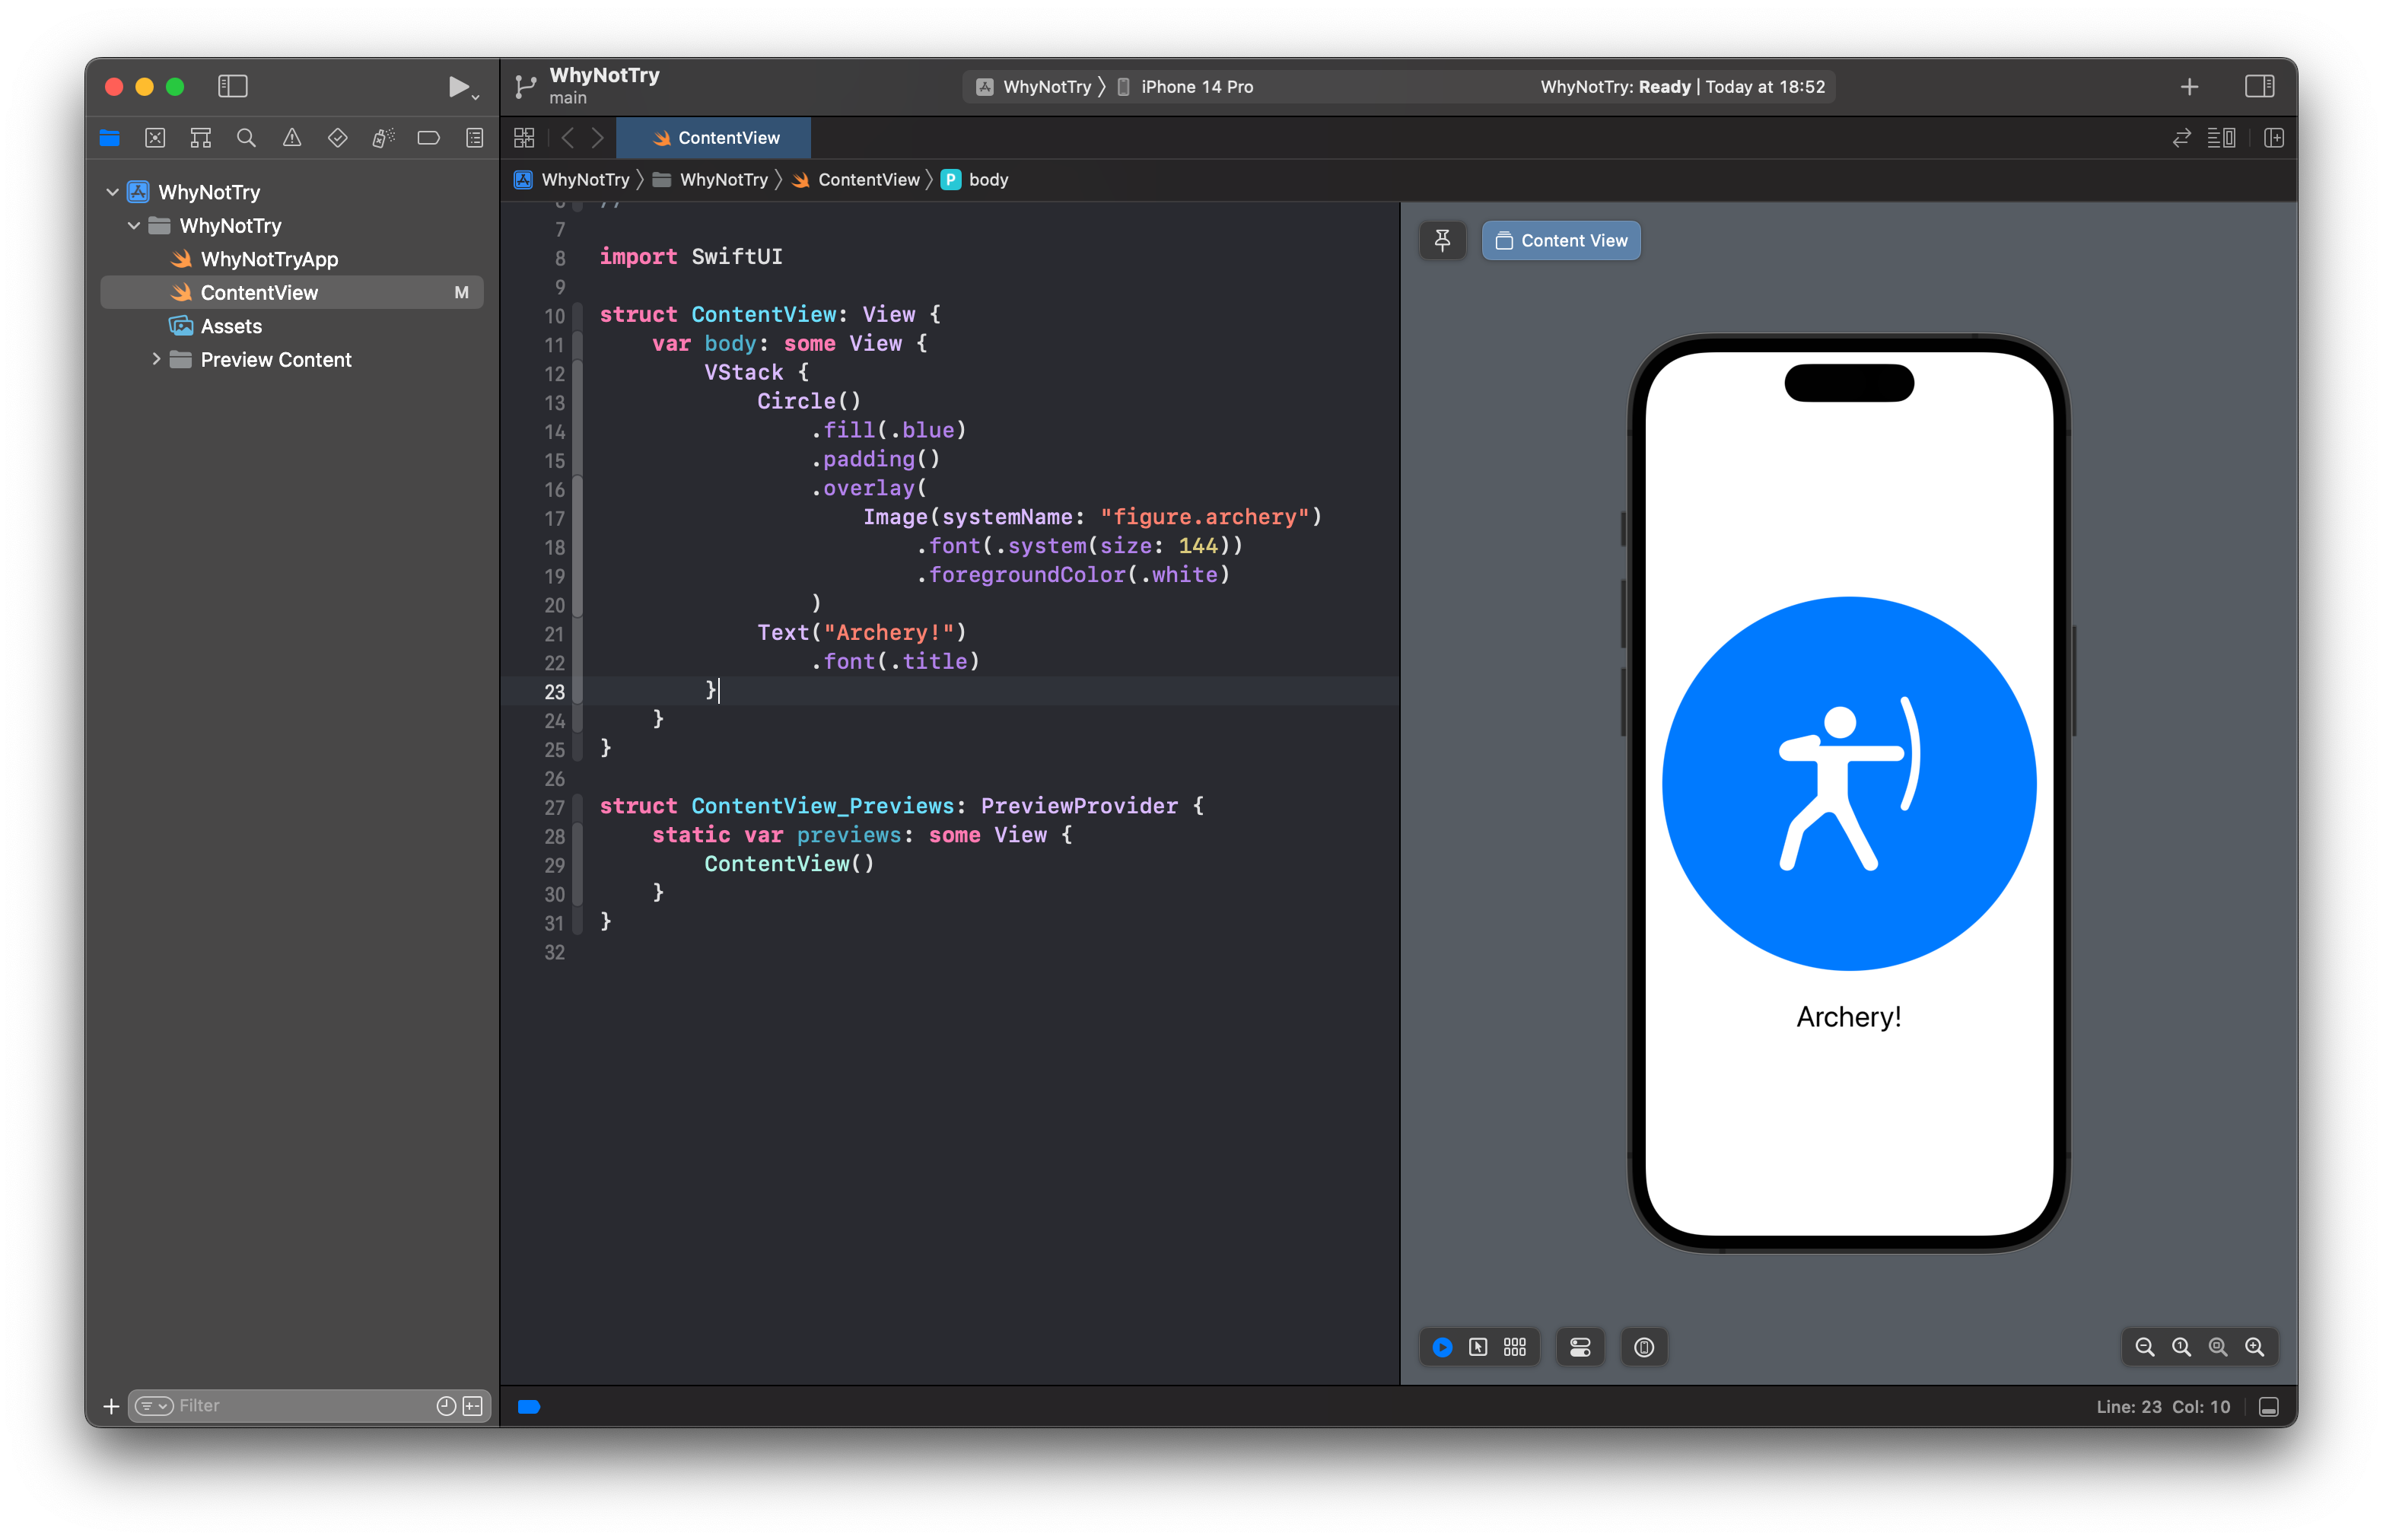 WhyNotTry
main
WhyNotTry
iPhone 14 Pro
WhyNotTry: Ready | Today at 18:52
ContentView
WhyNotTry
WhyNotTry
ContentView
P body
WhyNotTry
WhyNotTry
WhyNotTryApp
ContentView M
Assets
Preview Content
6 //
7
8 import SwiftUI
9
10 struct ContentView: View {
11 var body: some View {
12 VStack {
13 Circle()
14 .fill(.blue)
15 .padding()
16 .overlay(
17 Image(systemName: "figure.archery")
18 .font(.system(size: 144))
19 .foregroundColor(.white)
20 )
21 Text("Archery!")
22 .font(.title)
23 }
24 }
25 }
26
27 struct ContentView_Previews: PreviewProvider {
28 static var previews: some View {
29 ContentView()
30 }
31 }
32
Content View
Archery!
Filter
Line: 23 Col: 10